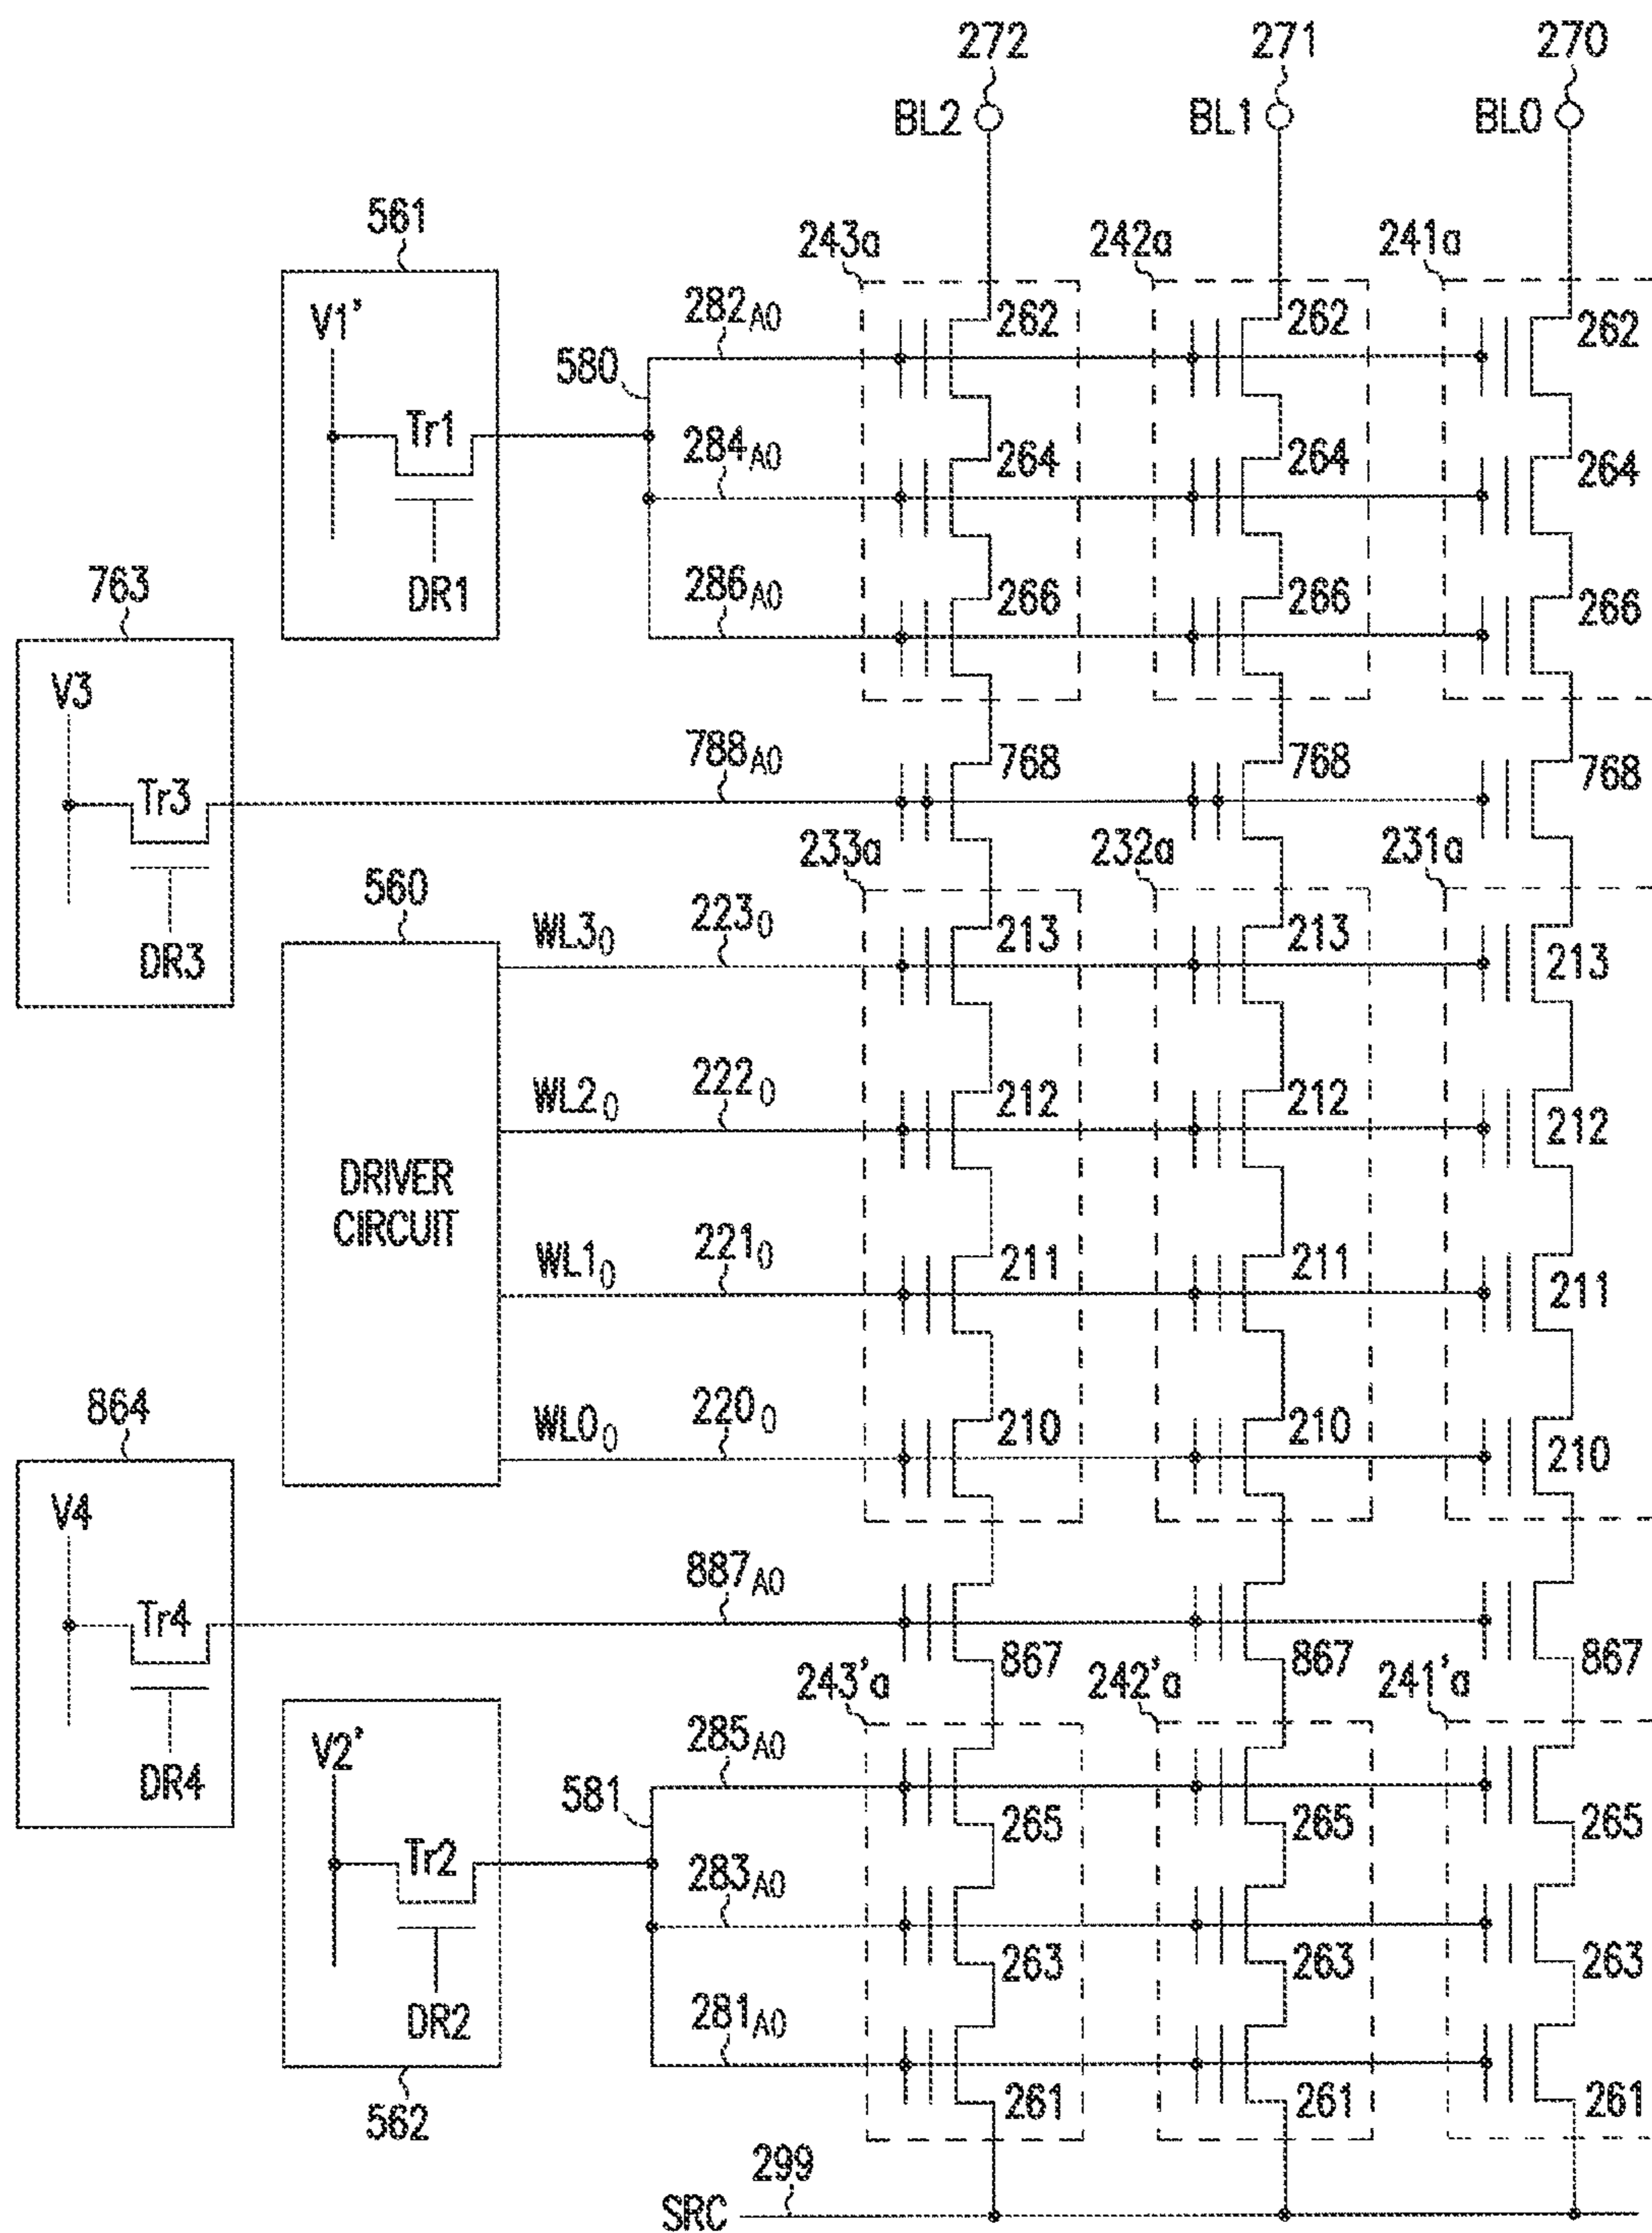 272 271 270
BL2 BL1 BL0
561 243a 242a 241a
V1' 282A0 262 262 262
580
Tr1 284A0 264 264 264
763 DR1 286A0 266 266 266
V3
788A0 768 768 768
Tr3
233a 232a 231a
560
DR3 WL30 2230 213 213 213
WL20 2220 212 212 212
DRIVER
CIRCUIT
WL10 2210 211 211 211
864 WL00 2200 210 210 210
V4
887A0
Tr4
867 867 867
243'a 242'a 241'a
V2' 285A0
DR4 581 265 265 265
Tr2 283A0
263 263 263
DR2 281A0
261 261 261
562
299
SRC